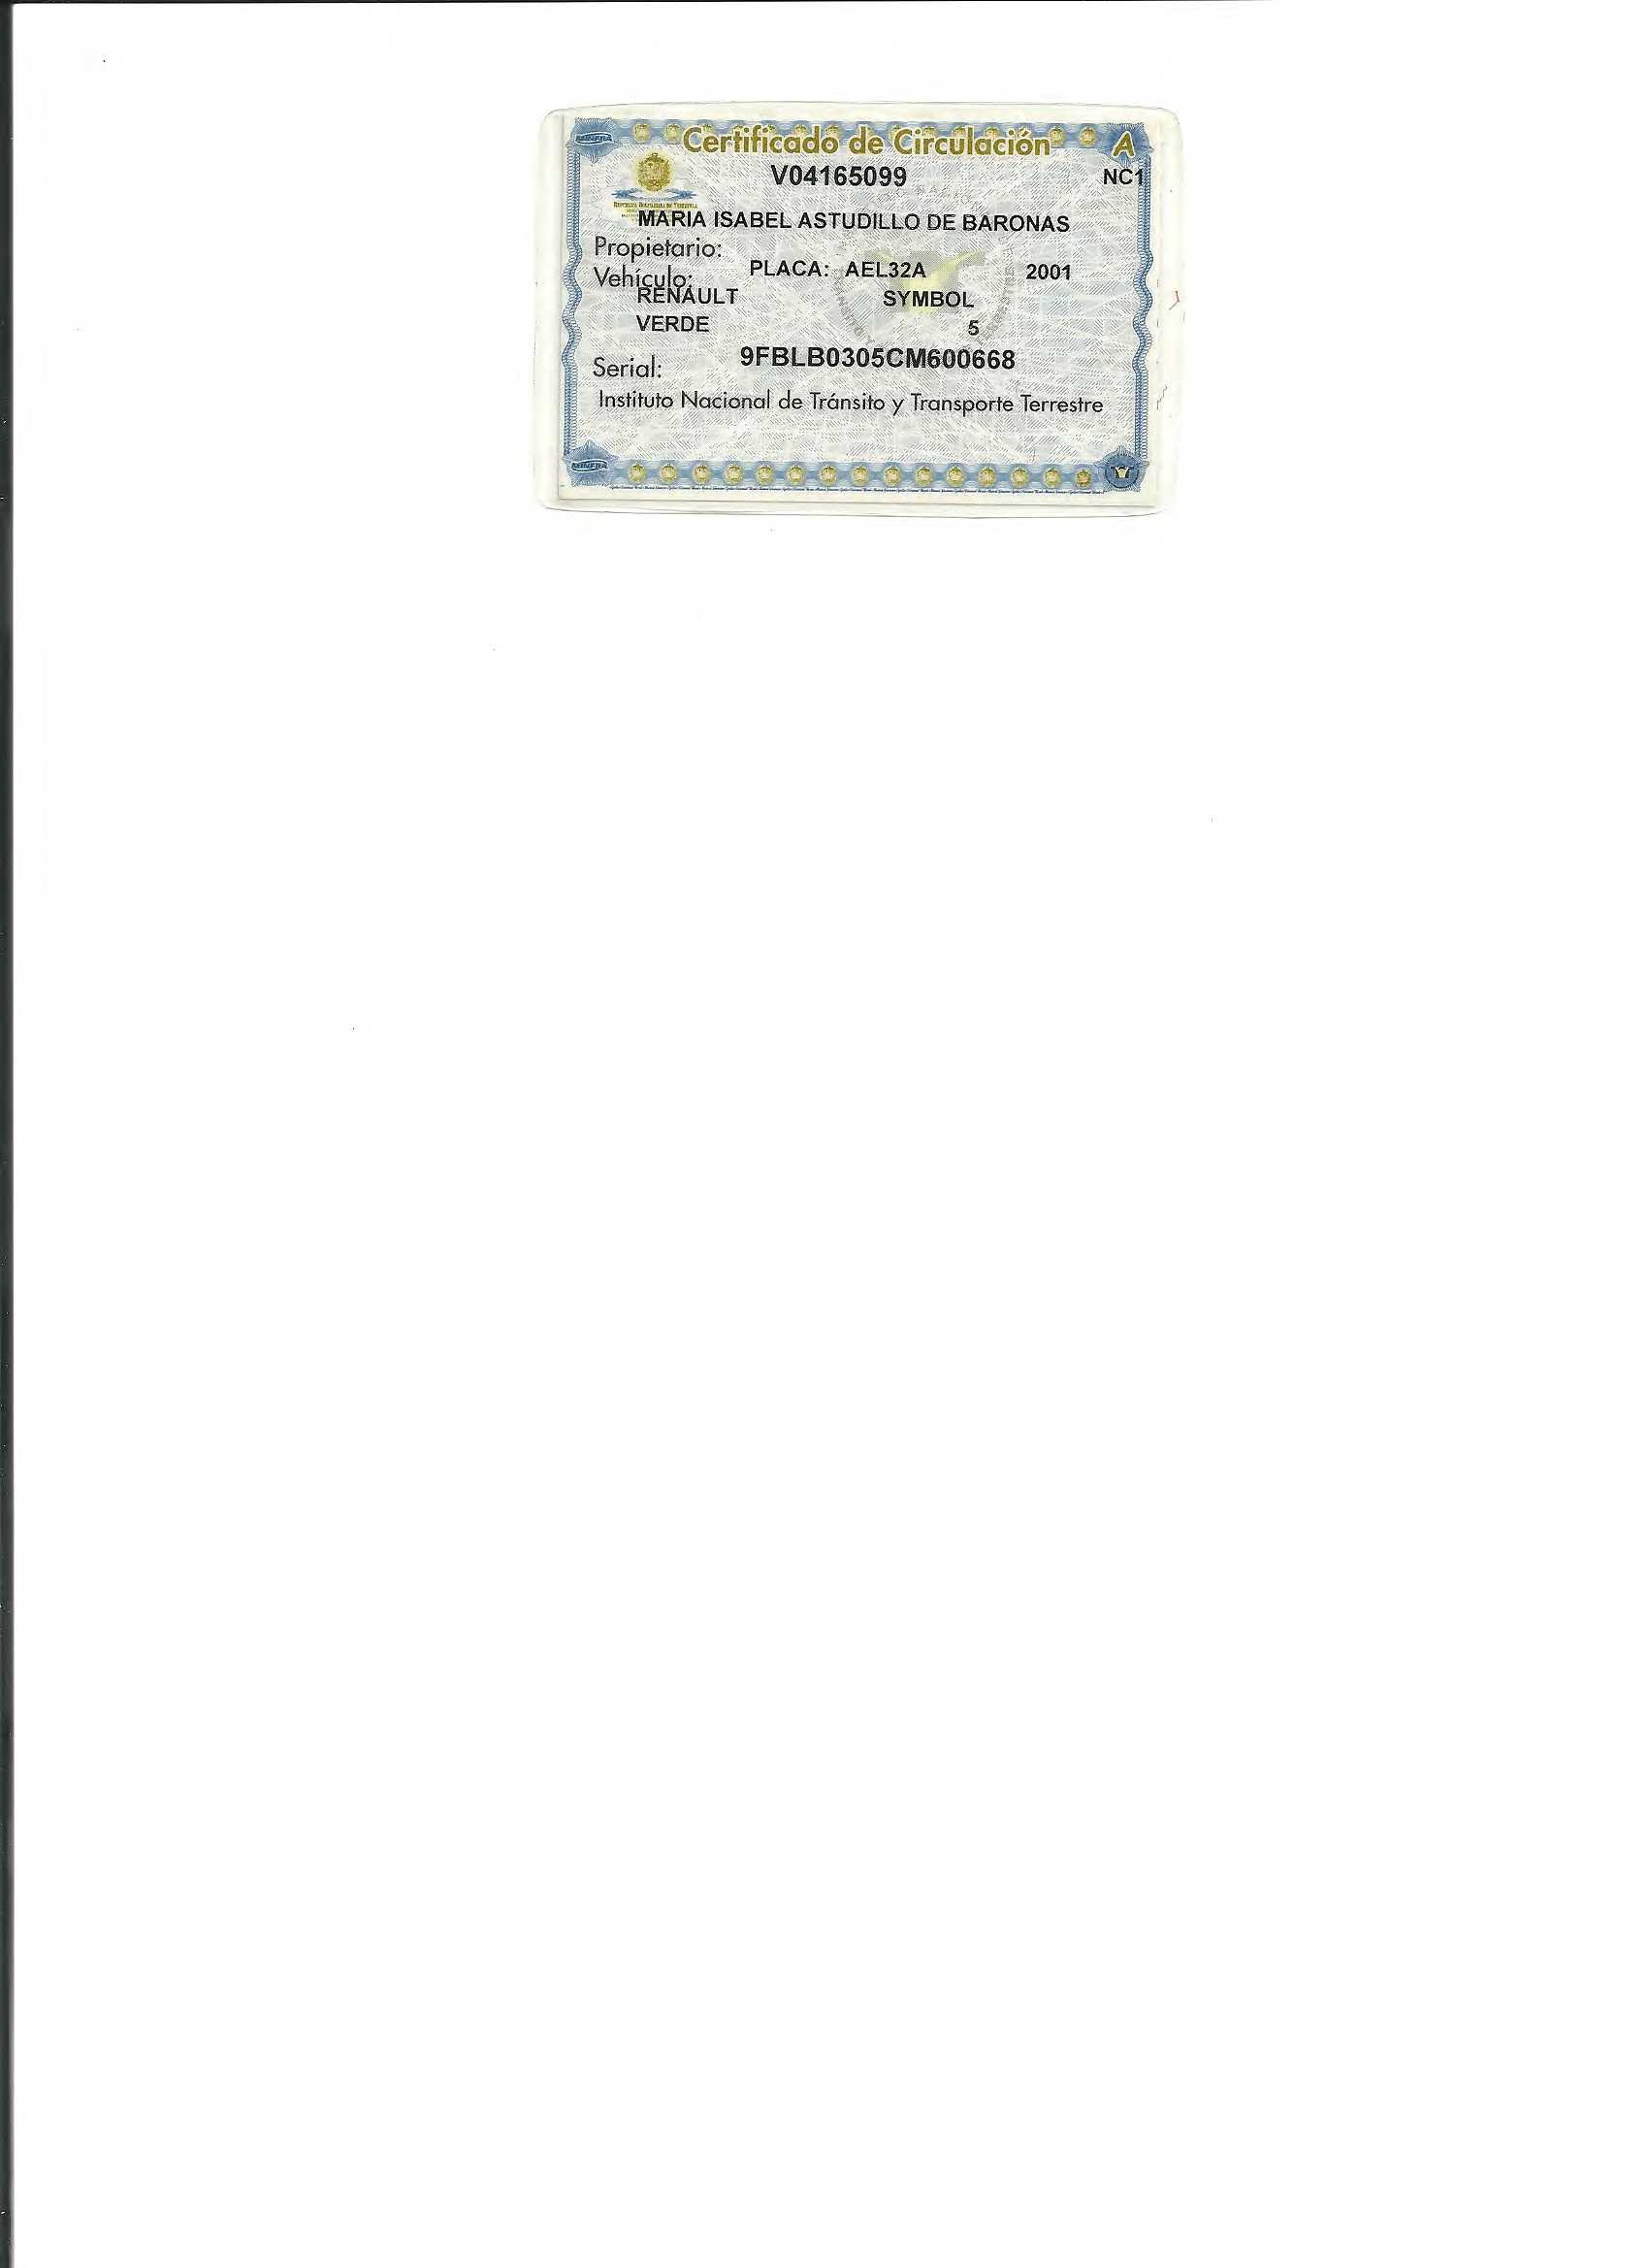 MINFRA
Certificado de Circulación A
V04165099 NC1
REPÚBLICA BOLIVARIANA DE VENEZUELA
MARIA ISABEL ASTUDILLO DE BARONAS
Propietario:
Vehículo: PLACA: AEL32A 2001
RENAULT SYMBOL
VERDE 5
Serial: 9FBLB0305CM600668
Instituto Nacional de Tránsito y Transporte Terrestre
MINFRA